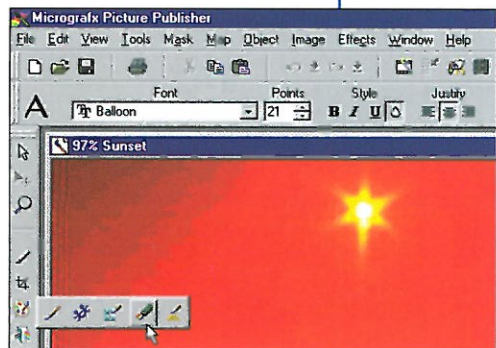 Micrografx Picture Publisher
File Edit View Tools Mask Map Object Image Effects Window Help
Font Points Style Justify
A Balloon 21 B I U
97% Sunset